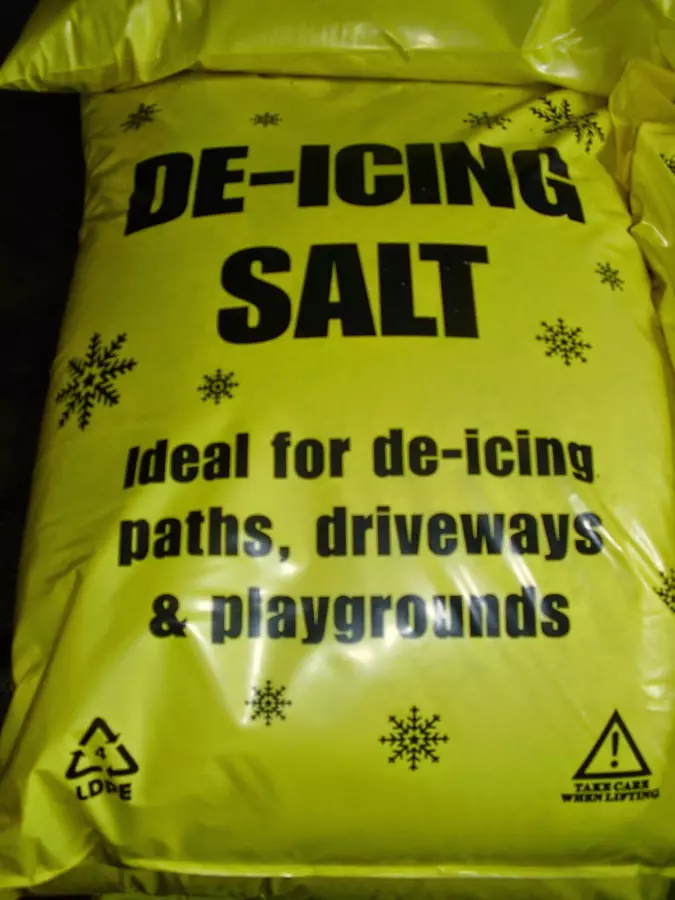 DE-ICING
SALT
Ideal for de-icing
paths, driveways
& playgrounds
4
LDPE
!
TAKE CARE
WHEN LIFTING